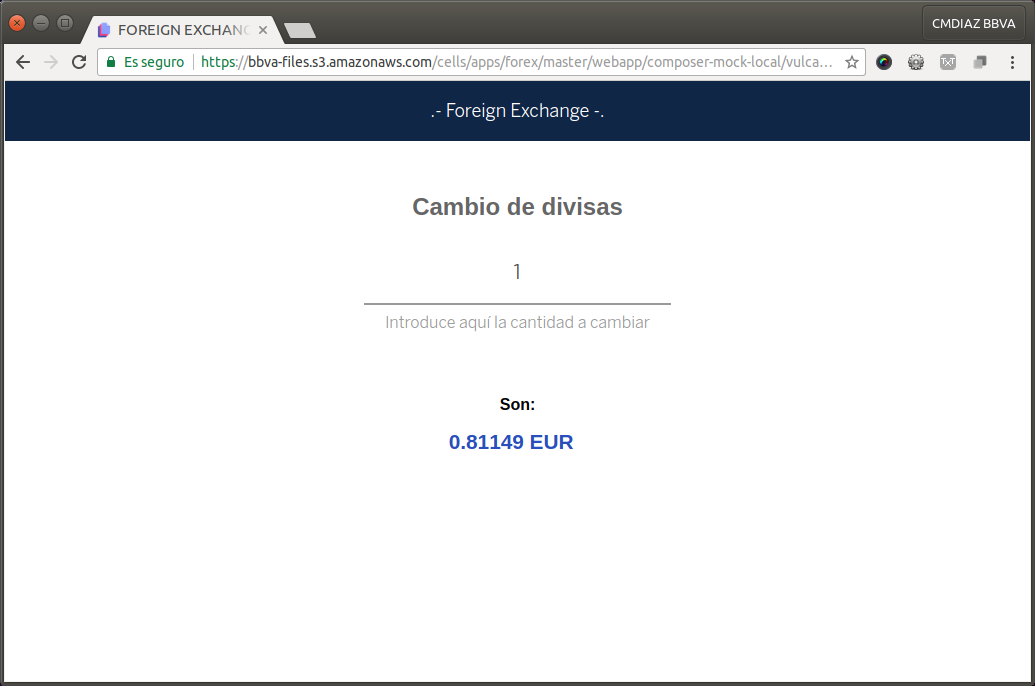 FOREIGN EXCHANG
CMDIAZ BBVA
Es seguro
https://bbva-files.s3.amazonaws.com/cells/apps/forex/master/webapp/composer-mock-local/vulca...
TXT
.- Foreign Exchange -.
Cambio de divisas
1
Introduce aquí la cantidad a cambiar
Son:
0.81149 EUR